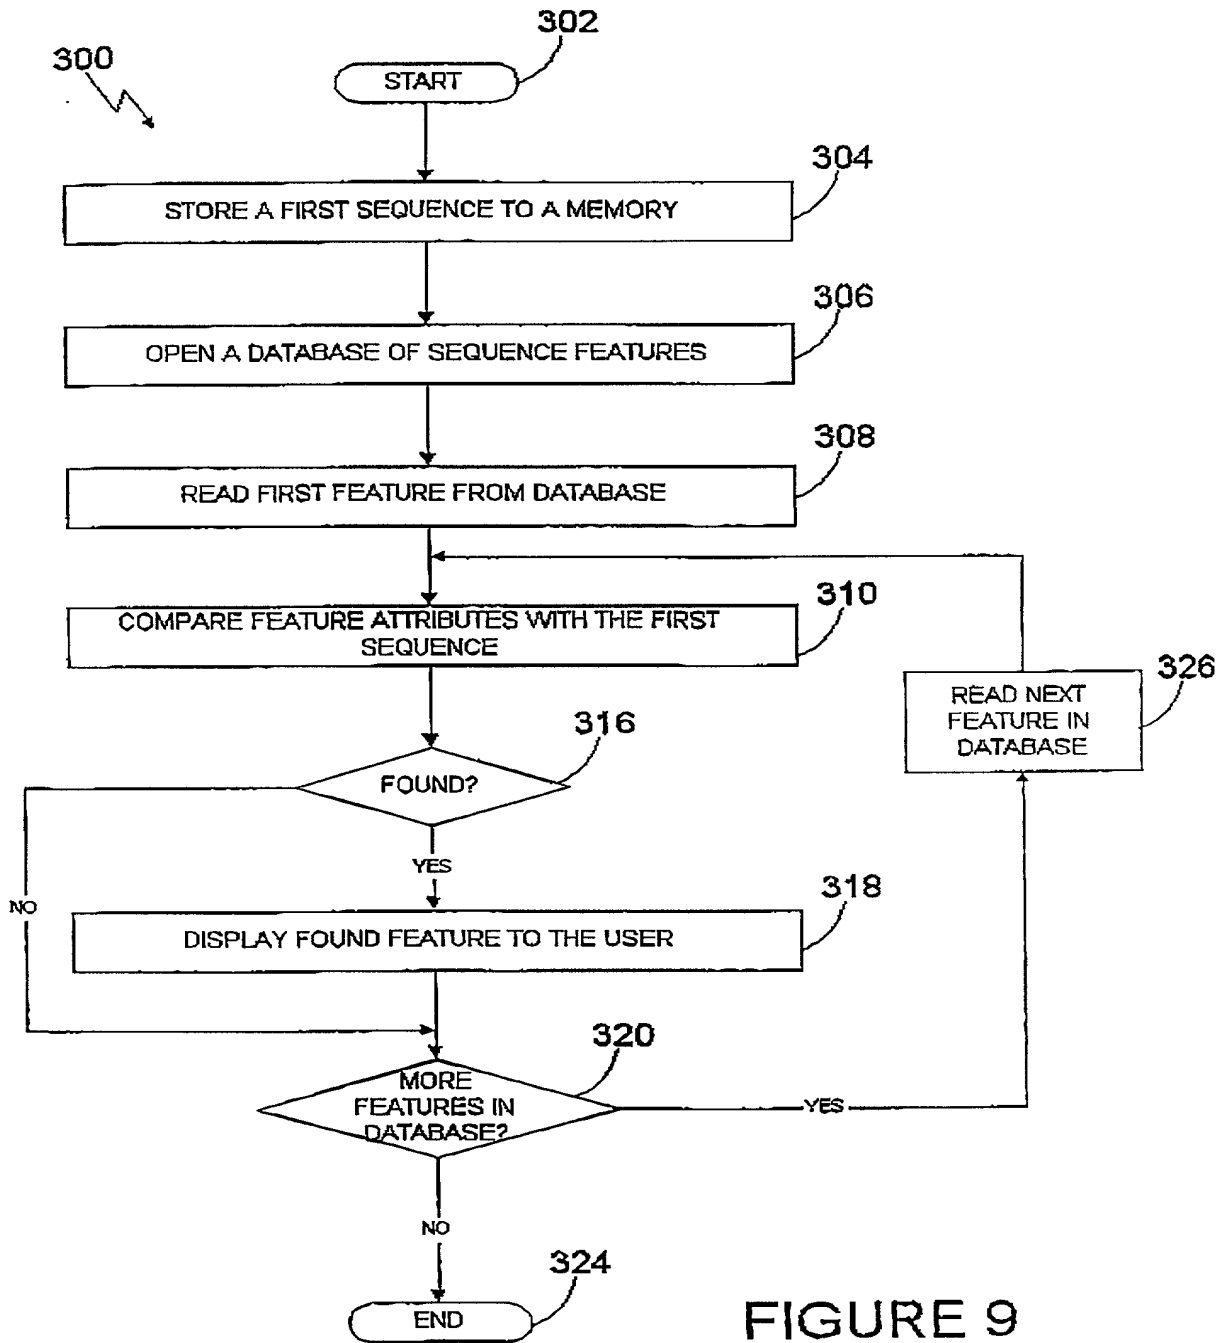 302
300
START
304
STORE A FIRST SEQUENCE TO A MEMORY
306
OPEN A DATABASE OF SEQUENCE FEATURES
308
READ FIRST FEATURE FROM DATABASE
310
COMPARE FEATURE ATTRIBUTES WITH THE FIRST
SEQUENCE
326
READ NEXT
FEATURE IN
DATABASE
316
FOUND?
YES
NO
318
DISPLAY FOUND FEATURE TO THE USER
320
MORE
FEATURES IN
DATABASE?
YES
NO
324
END
FIGURE 9